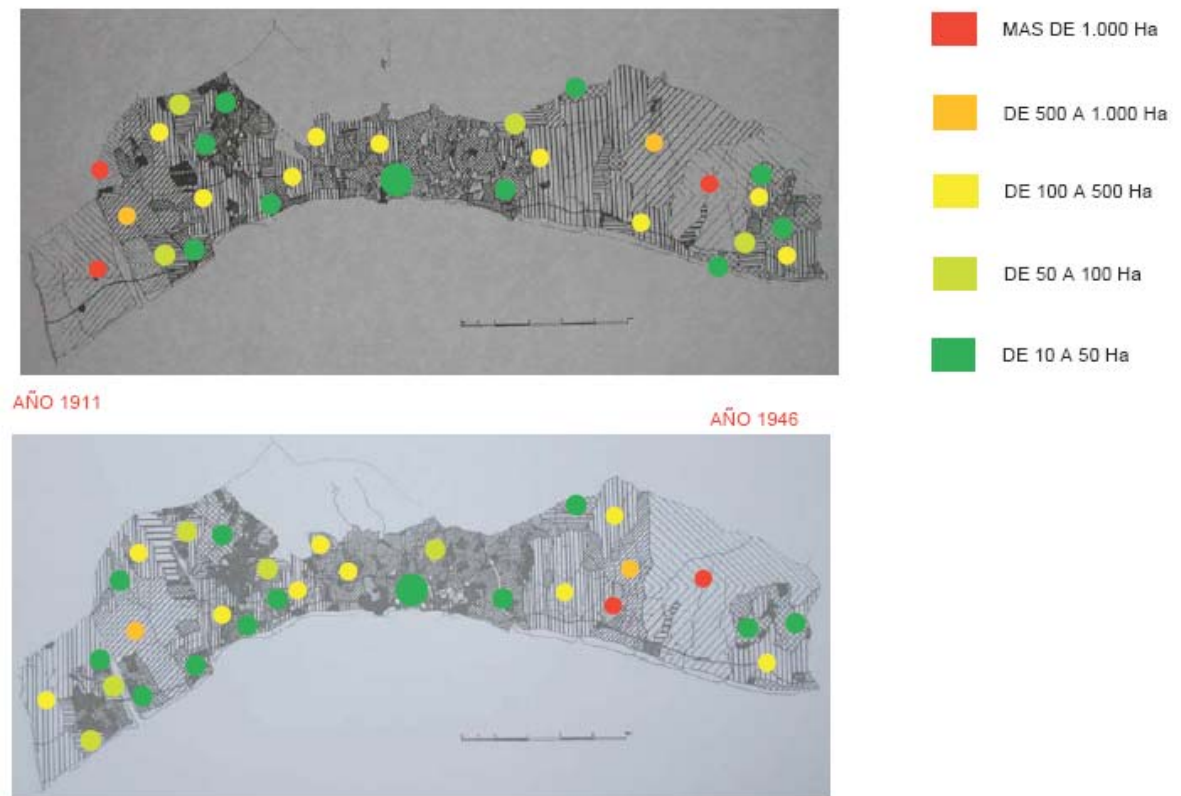 MAS DE 1.000 Ha
DE 500 A 1.000 Ha
DE 100 A 500 Ha
DE 50 A 100 Ha
DE 10 A 50 Ha
AÑO 1911
AÑO 1946